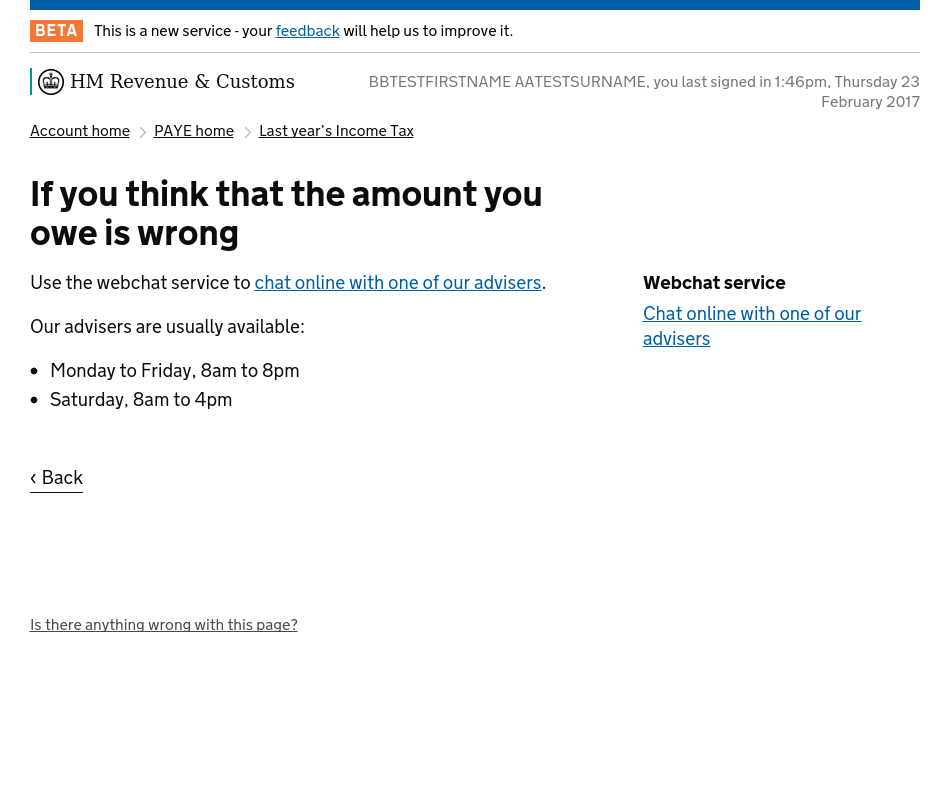 BETA This is a new service - your feedback will help us to improve it.
HM Revenue & Customs
BBTESTFIRSTNAME AATESTSURNAME, you last signed in 1:46pm, Thursday 23
February 2017
Account home PAYE home Last year's Income Tax
If you think that the amount you
owe is wrong
Use the webchat service to chat online with one of our advisers.
Our advisers are usually available:
• Monday to Friday, 8am to 8pm
• Saturday, 8am to 4pm
‹ Back
Webchat service
Chat online with one of our
advisers
Is there anything wrong with this page?